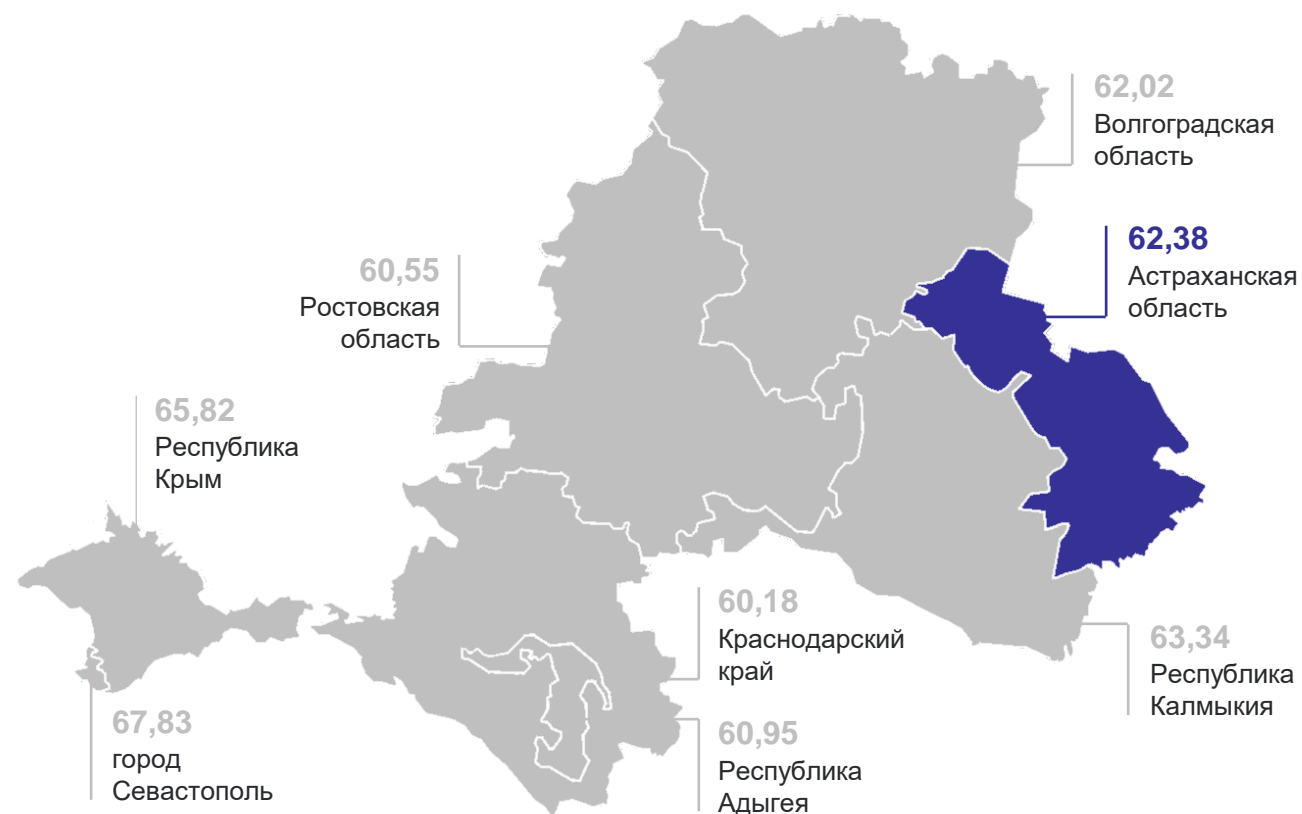 62,02
Волгоградская
область
62,38
Астраханская
область
60,55
Ростовская
область
65,82
Республика
Крым
60,18
Краснодарский
край
63,34
Республика
Калмыкия
67,83
город
Севастополь
60,95
Республика
Адыгея